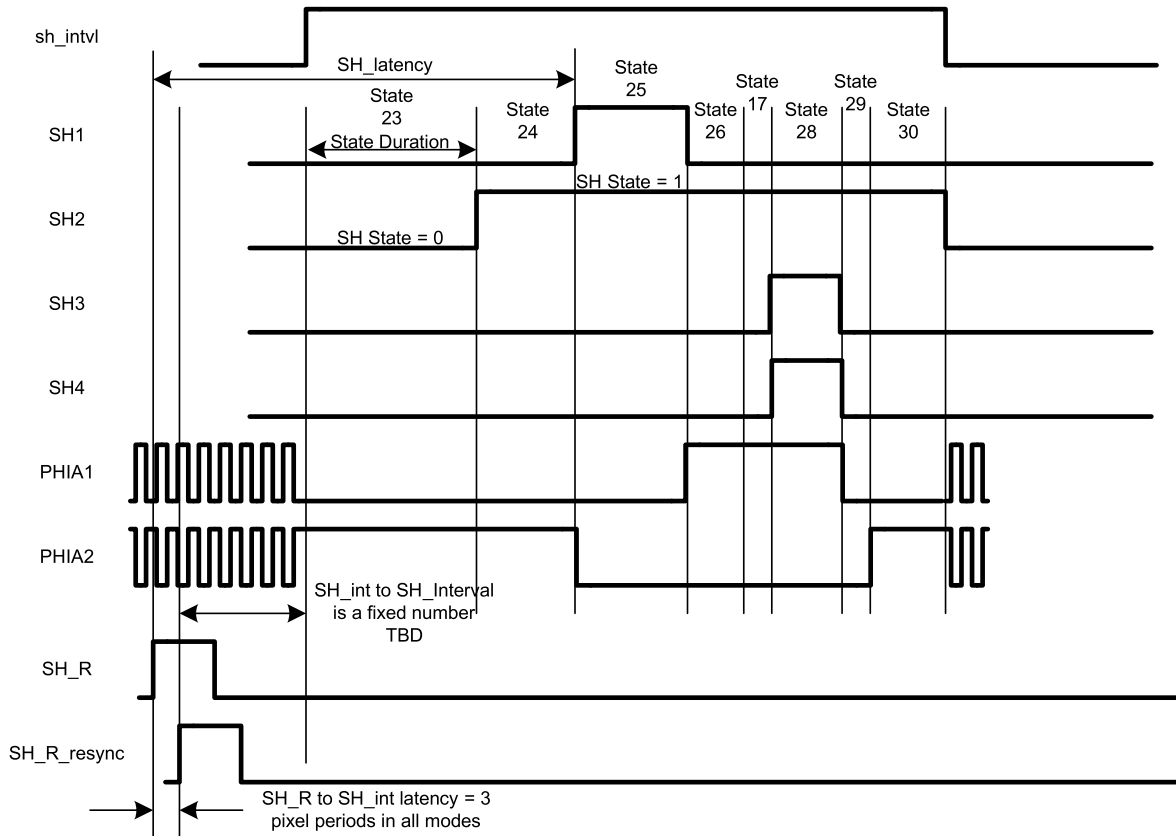 sh_intvl
SH_latency
State
25
State
17
State
23
State
24
State
26
State
28
State
29
State
30
SH1
State Duration
SH State = 1
SH2
SH State = 0
SH3
SH4
PHIA1
PHIA2
SH_int to SH_Interval
is a fixed number
TBD
SH_R
SH_R_resync
SH_R to SH_int latency = 3
pixel periods in all modes